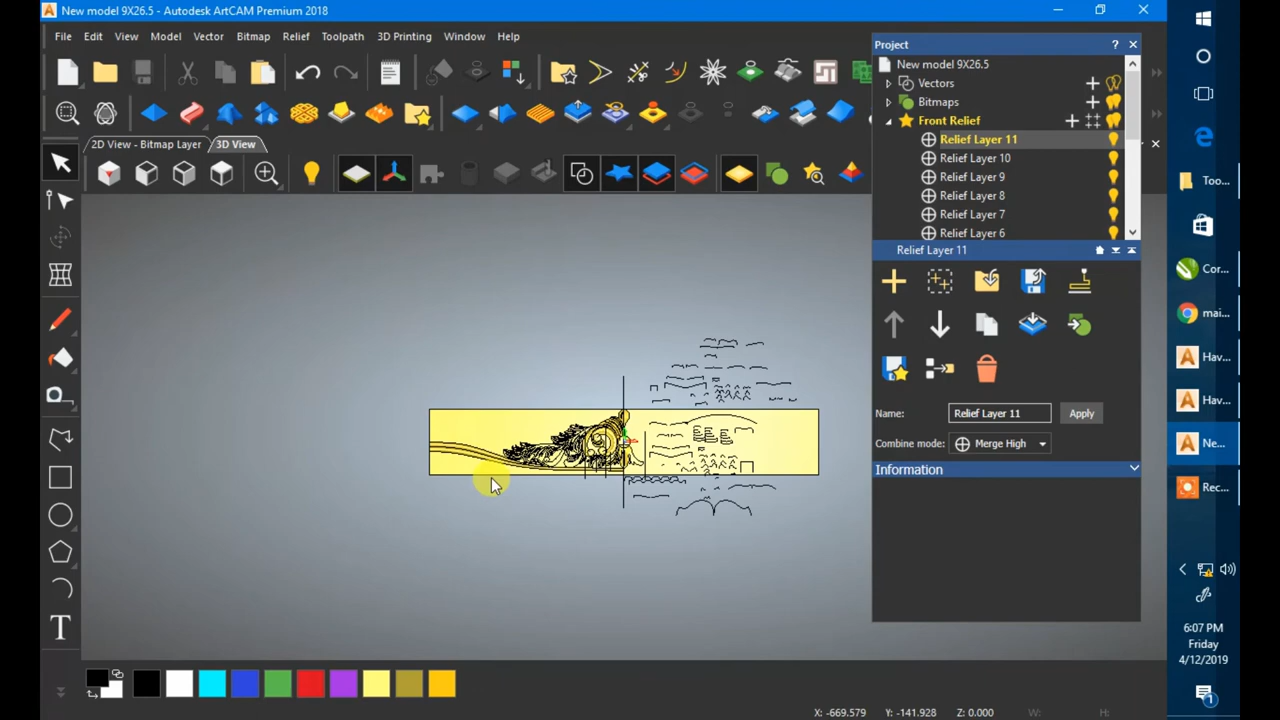 New model 9X26.5 - Autodesk ArtCAM Premium 2018
File Edit View Model Vector Bitmap Relief Toolpath 3D Printing Window Help
Project
New model 9X26.5
Vectors
Bitmaps
Front Relief
Relief Layer 11
Relief Layer 10
Relief Layer 9
Relief Layer 8
Relief Layer 7
Relief Layer 6
2D View - Bitmap Layer 3D View
Relief Layer 11
Name: Relief Layer 11 Apply
Combine mode: Merge High
Information
T
X: -669.579 Y: -141.928 Z: 0.000 W: H:
Too...
Cor...
mai...
Hav...
Hav...
Ne...
Rec...
6:07 PM
Friday
4/12/2019
1